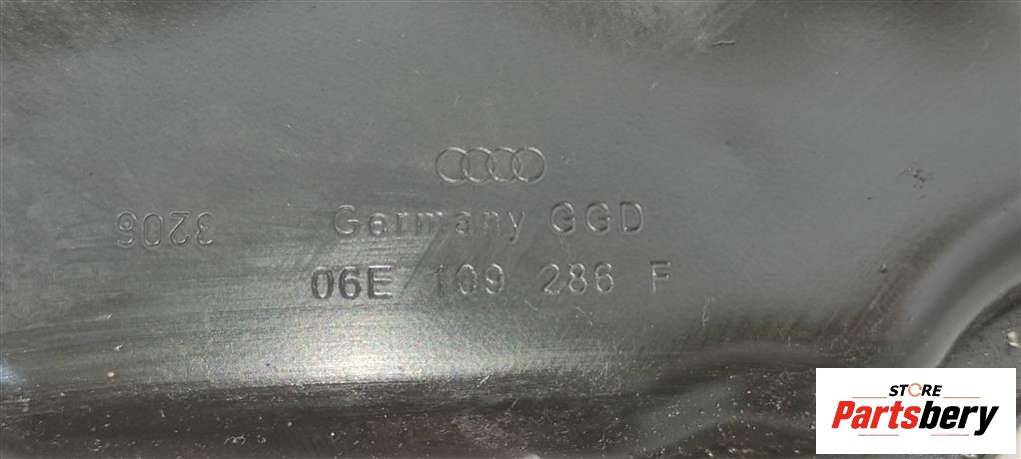 Germany GGD
3206
06E 109 286 F
STORE
Partsbery